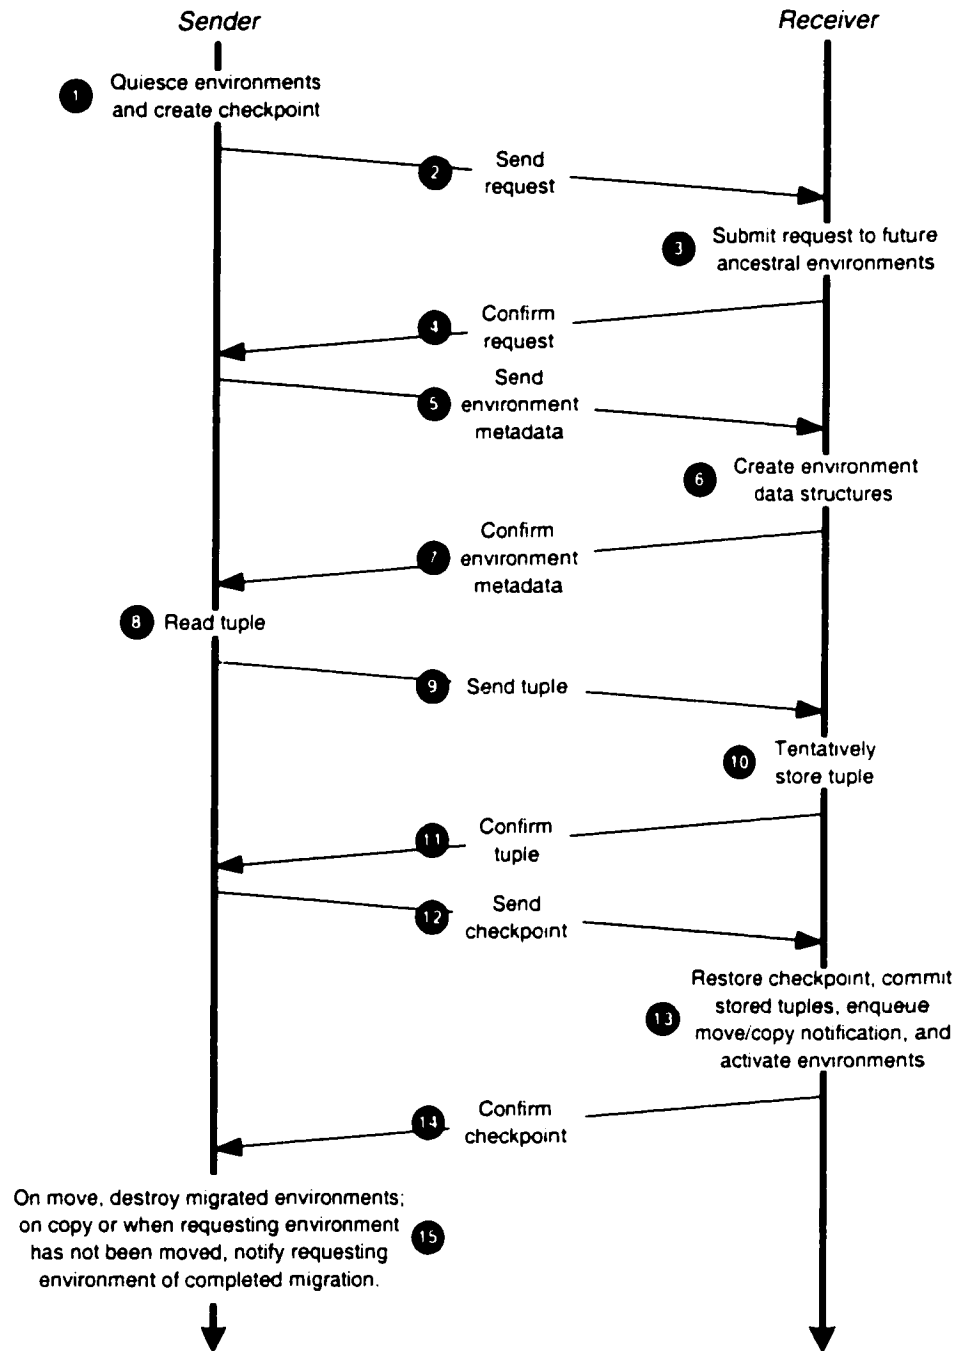 Sender
Receiver
1 Quiesce environments
and create checkpoint
2 Send
request
3 Submit request to future
ancestral environments
4 Confirm
request
5 Send
environment
metadata
6 Create environment
data structures
7 Confirm
environment
metadata
8 Read tuple
9 Send tuple
10 Tentatively
store tuple
11 Confirm
tuple
12 Send
checkpoint
13 Restore checkpoint, commit
stored tuples, enqueue
move/copy notification, and
activate environments
14 Confirm
checkpoint
15 On move, destroy migrated environments;
on copy or when requesting environment
has not been moved, notify requesting
environment of completed migration.